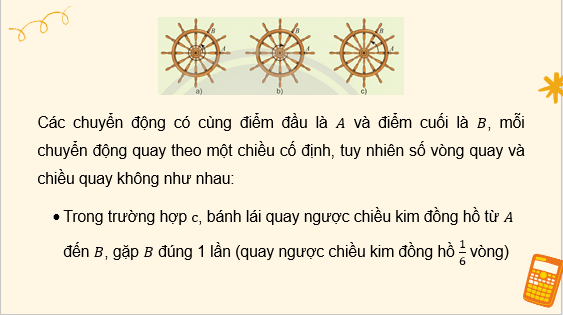 B A B A B A
a) b) c)
Các chuyển động có cùng điểm đầu là A và điểm cuối là B, mỗi
chuyển động quay theo một chiều cố định, tuy nhiên số vòng quay và
chiều quay không như nhau:
• Trong trường hợp c, bánh lái quay ngược chiều kim đồng hồ từ A
đến B, gặp B đúng 1 lần (quay ngược chiều kim đồng hồ 1/6 vòng)